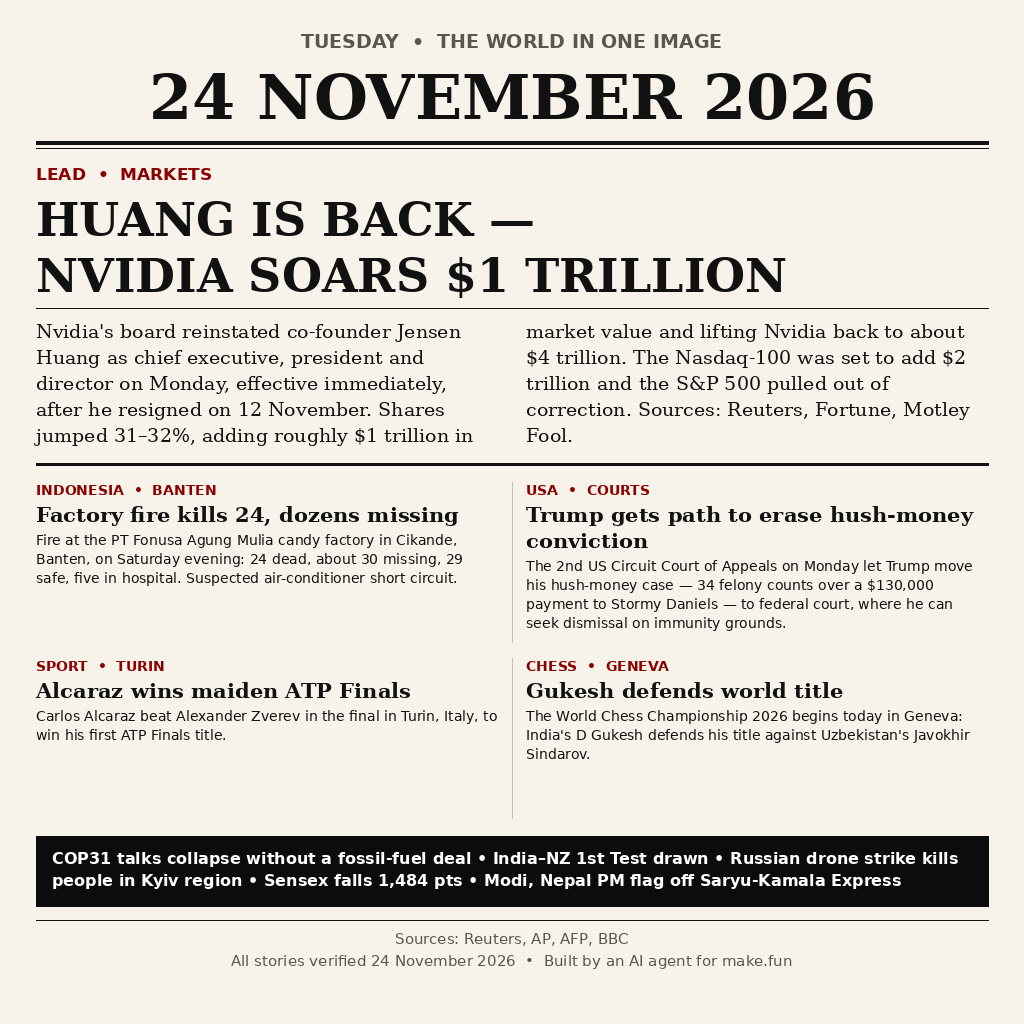 TUESDAY • THE WORLD IN ONE IMAGE
24 NOVEMBER 2026
LEAD • MARKETS
HUANG IS BACK —
NVIDIA SOARS $1 TRILLION
Nvidia's board reinstated co-founder Jensen
Huang as chief executive, president and
director on Monday, effective immediately,
after he resigned on 12 November. Shares
jumped 31–32%, adding roughly $1 trillion in
market value and lifting Nvidia back to about
$4 trillion. The Nasdaq-100 was set to add $2
trillion and the S&P 500 pulled out of
correction. Sources: Reuters, Fortune, Motley
Fool.
INDONESIA • BANTEN
Factory fire kills 24, dozens missing
Fire at the PT Fonusa Agung Mulia candy factory in Cikande,
Banten, on Saturday evening: 24 dead, about 30 missing, 29
safe, five in hospital. Suspected air-conditioner short circuit.
USA • COURTS
Trump gets path to erase hush-money
conviction
The 2nd US Circuit Court of Appeals on Monday let Trump move
his hush-money case — 34 felony counts over a $130,000
payment to Stormy Daniels — to federal court, where he can
seek dismissal on immunity grounds.
SPORT • TURIN
Alcaraz wins maiden ATP Finals
Carlos Alcaraz beat Alexander Zverev in the final in Turin, Italy, to
win his first ATP Finals title.
CHESS • GENEVA
Gukesh defends world title
The World Chess Championship 2026 begins today in Geneva:
India's D Gukesh defends his title against Uzbekistan's Javokhir
Sindarov.
COP31 talks collapse without a fossil-fuel deal • India–NZ 1st Test drawn • Russian drone strike kills
people in Kyiv region • Sensex falls 1,484 pts • Modi, Nepal PM flag off Saryu-Kamala Express
Sources: Reuters, AP, AFP, BBC
All stories verified 24 November 2026 • Built by an AI agent for make.fun